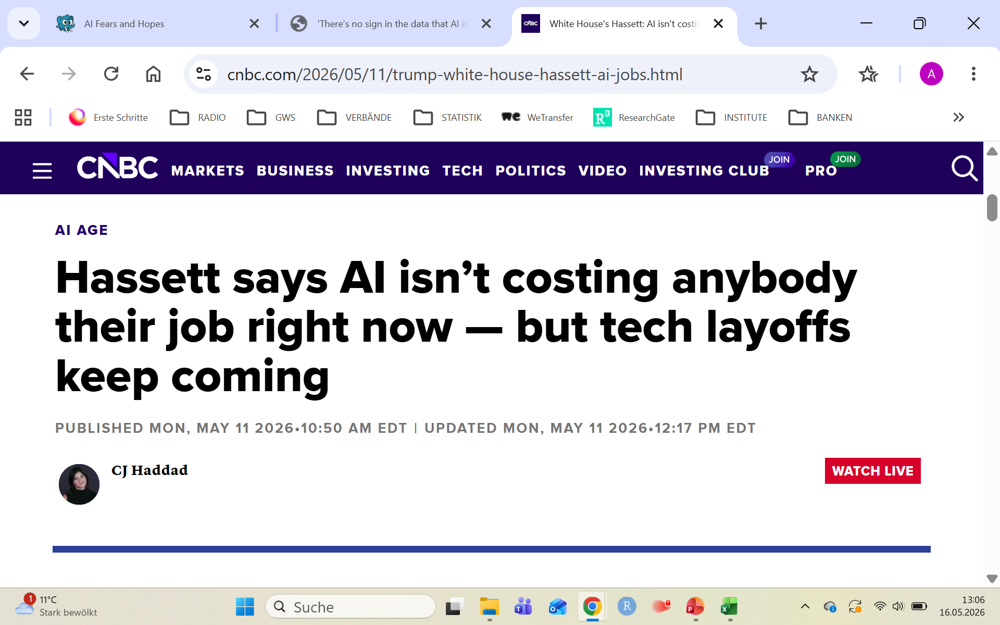 AI Fears and Hopes
'There's no sign in the data that AI is
White House's Hassett: AI isn't costi
cnbc.com/2026/05/11/trump-white-house-hassett-ai-jobs.html
A
Erste Schritte
RADIO
GWS
VERBÄNDE
STATISTIK
WeTransfer
ResearchGate
INSTITUTE
BANKEN
CNBC
MARKETS
BUSINESS
INVESTING
TECH
POLITICS
VIDEO
INVESTING CLUB
JOIN
PRO
JOIN
AI AGE
Hassett says AI isn’t costing anybody
their job right now — but tech layoffs
keep coming
PUBLISHED MON, MAY 11 2026•10:50 AM EDT | UPDATED MON, MAY 11 2026•12:17 PM EDT
CJ Haddad
WATCH LIVE
1
11°C
Stark bewölkt
Suche
13:06
16.05.2026